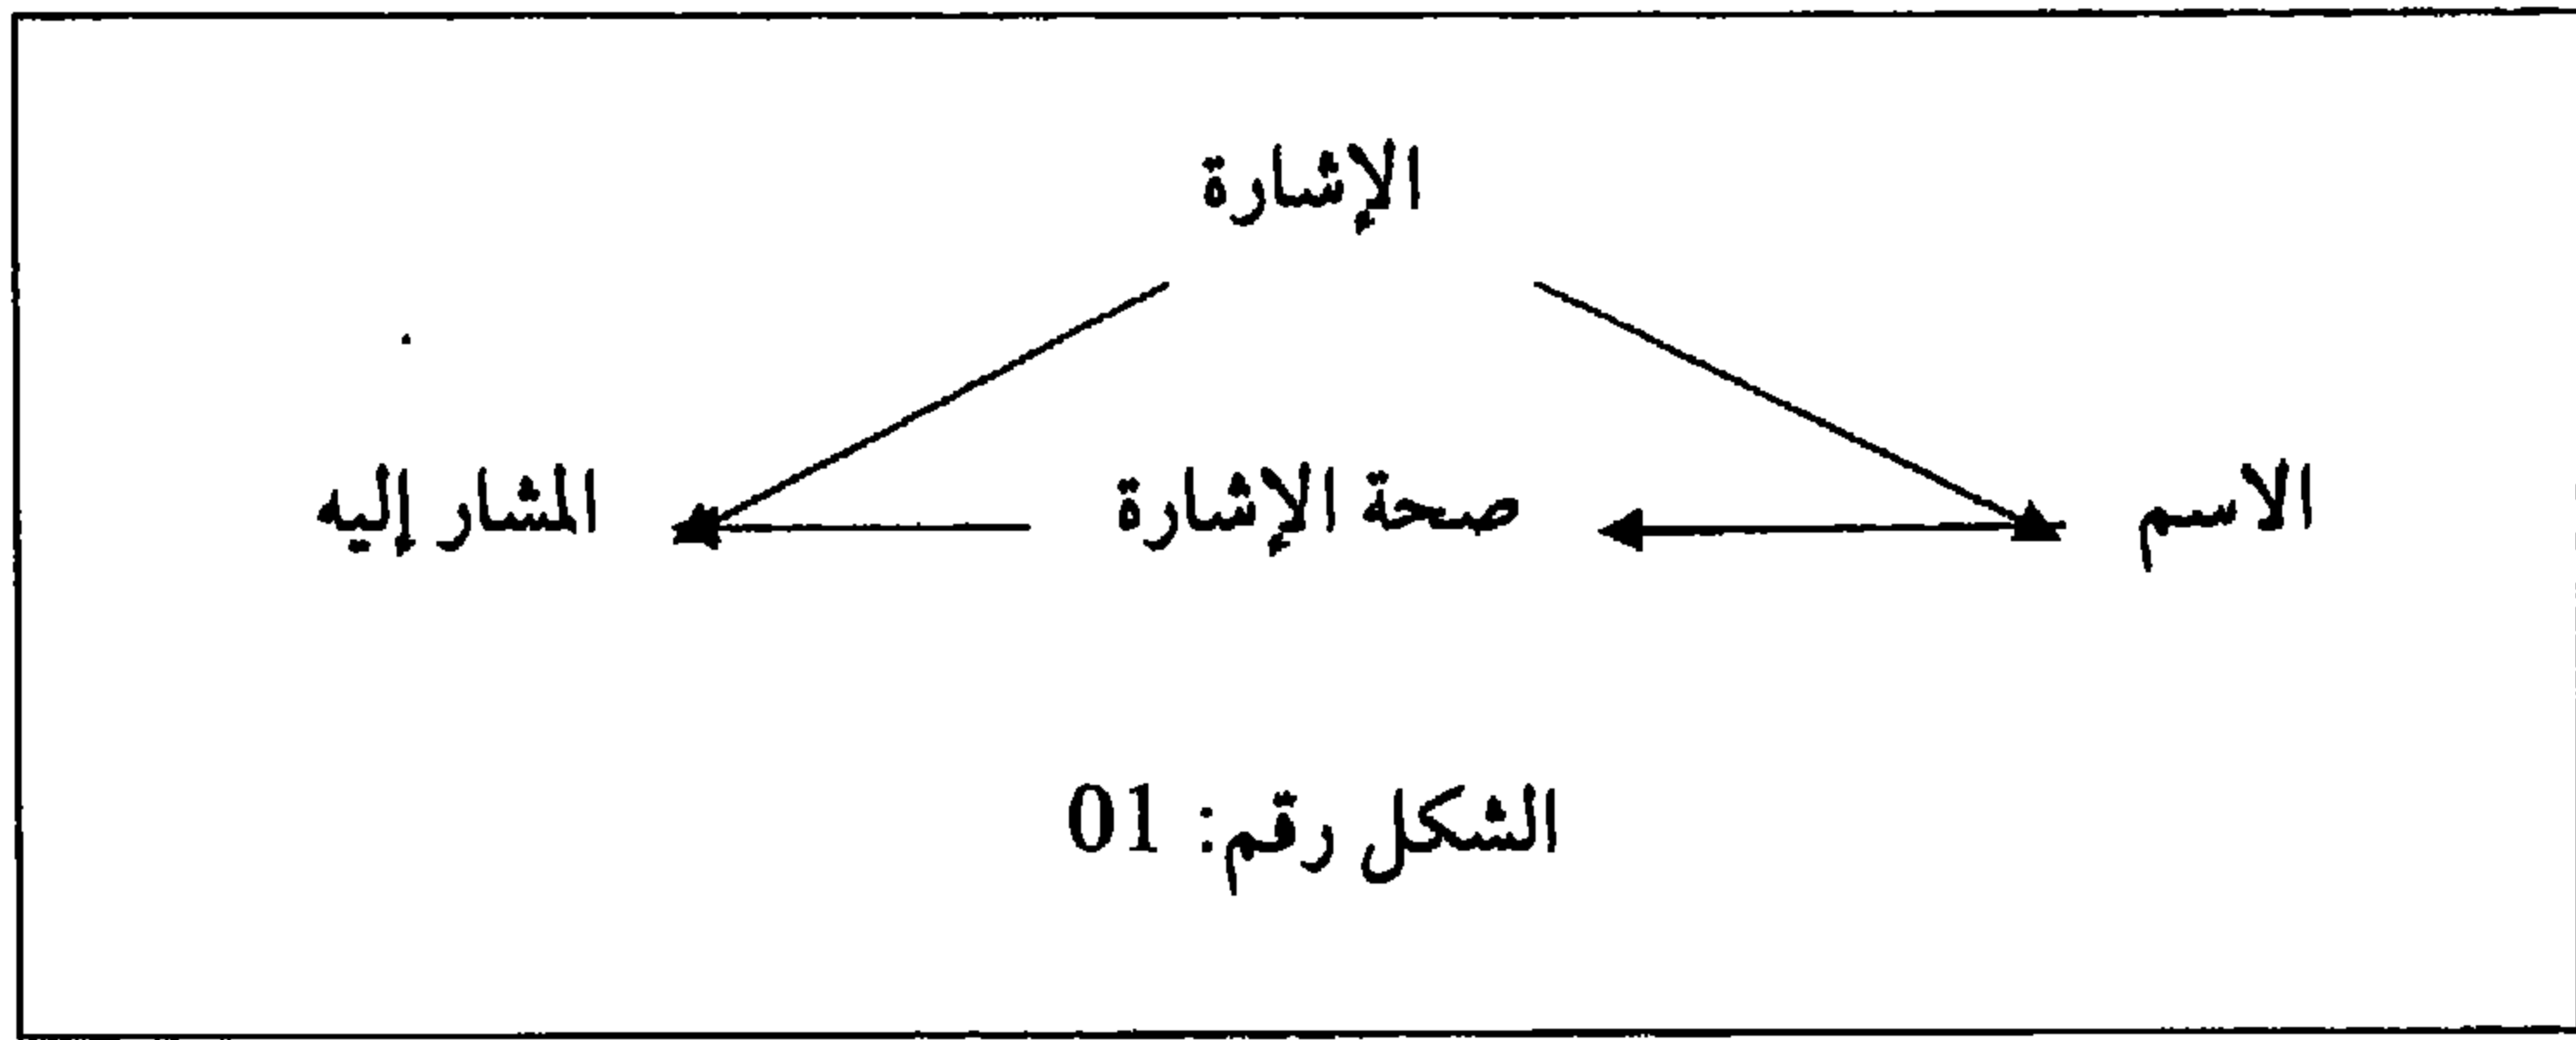 الإشارة
الاسم صحة الإشارة المشار إليه
الشكل رقم: 01